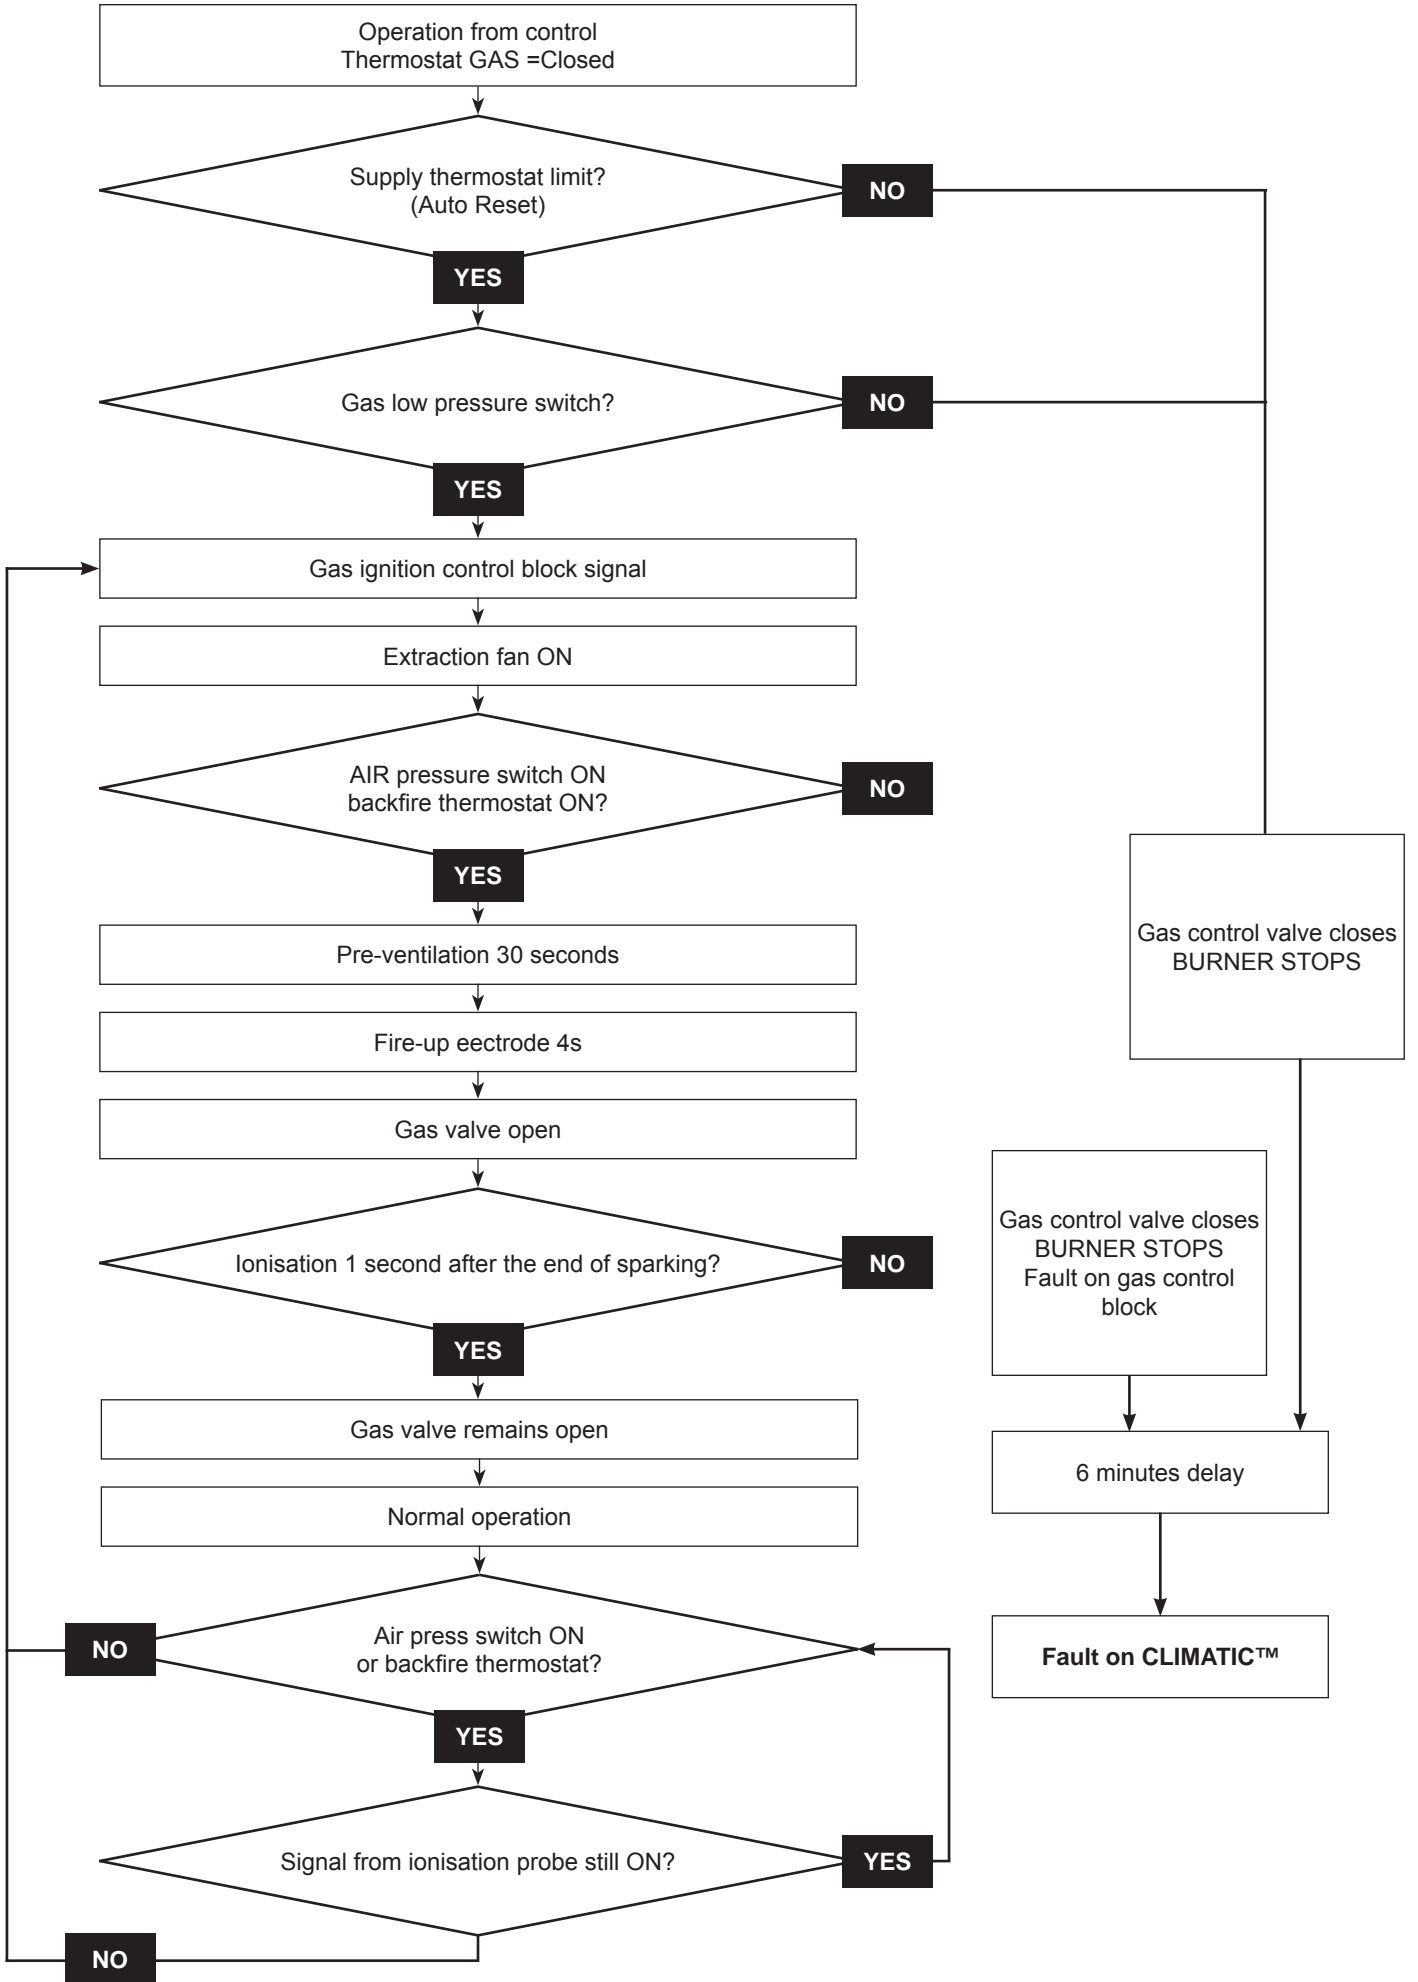 Operation from control
Thermostat GAS =Closed
Supply thermostat limit?
(Auto Reset)
NO
YES
Gas low pressure switch?
NO
YES
Gas ignition control block signal
Extraction fan ON
AIR pressure switch ON
backfire thermostat ON?
NO
YES
Pre-ventilation 30 seconds
Fire-up eectrode 4s
Gas valve open
Ionisation 1 second after the end of sparking?
NO
YES
Gas valve remains open
Normal operation
Air press switch ON
or backfire thermostat?
NO
YES
Signal from ionisation probe still ON?
YES
NO
Gas control valve closes
BURNER STOPS
Gas control valve closes
BURNER STOPS
Fault on gas control
block
6 minutes delay
Fault on CLIMATIC™